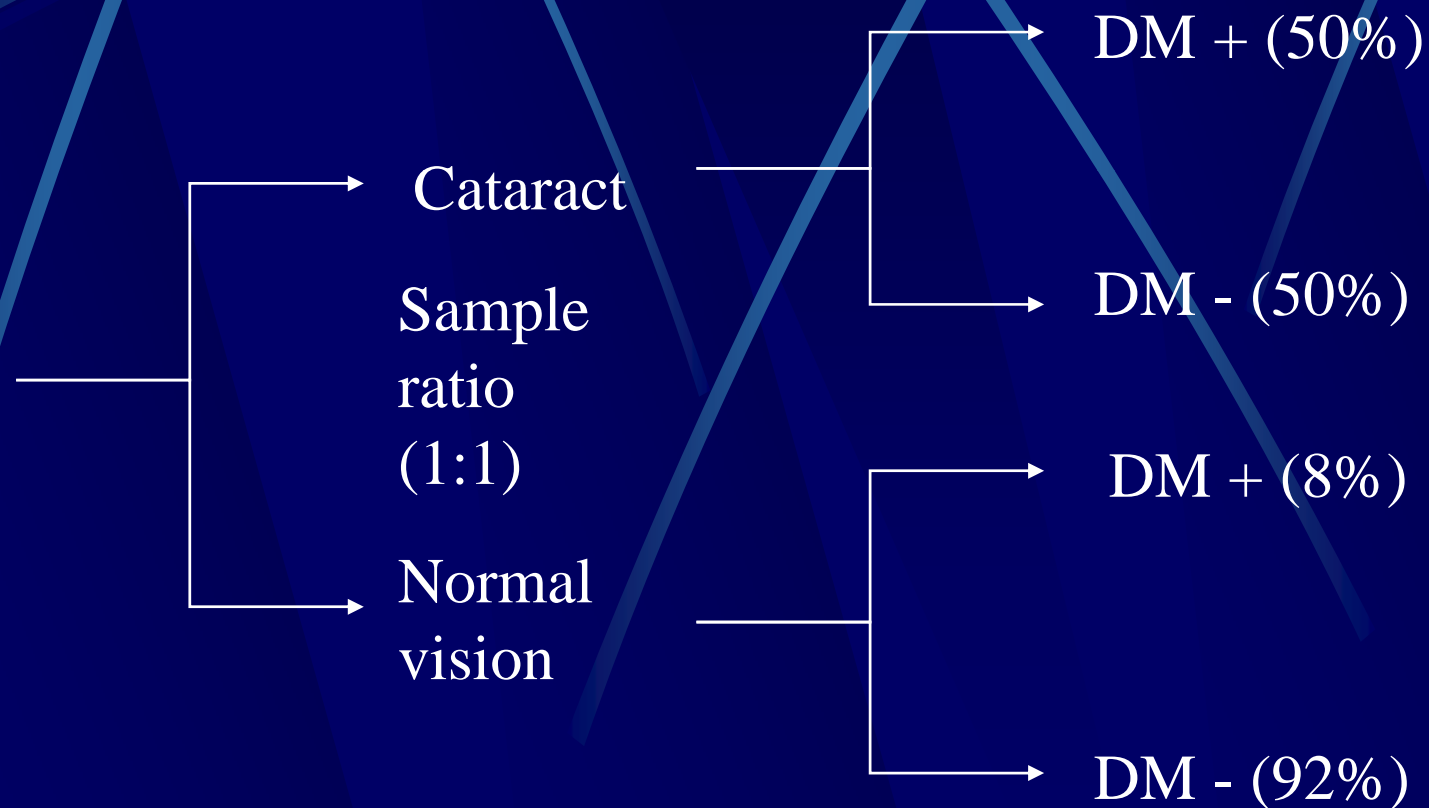 DM + (50%)
Cataract
DM - (50%)
Sample
ratio
(1:1)
DM + (8%)
Normal
vision
DM - (92%)